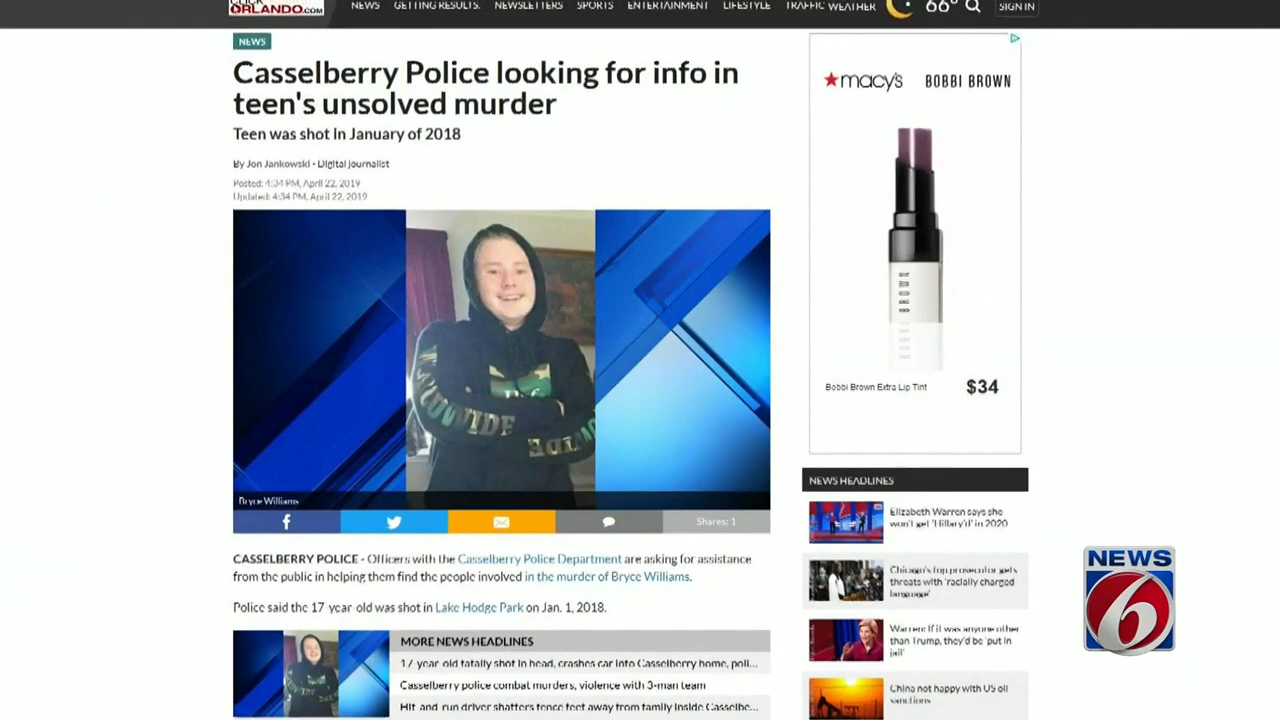 CLICK
ORLANDO.COM
NEWS GETTING RESULTS. NEWSLETTERS SPORTS ENTERTAINMENT LIFESTYLE TRAFFIC WEATHER 66° SIGN IN
NEWS
Casselberry Police looking for info in
teen's unsolved murder
Teen was shot in January of 2018
By Jon Jankowski - Digital Journalist
Posted: 4:34 PM, April 22, 2019
Updated: 4:34 PM, April 22, 2019
WORLDWIDE
WIDE
Bryce Williams
Shares: 1
CASSELBERRY POLICE - Officers with the Casselberry Police Department are asking for assistance
from the public in helping them find the people involved in the murder of Bryce Williams.
Police said the 17 year old was shot in Lake Hodge Park on Jan. 1, 2018.
MORE NEWS HEADLINES
17 year old fatally shot in head, crashes car into Casselberry home, poli...
Casselberry police combat murders, violence with 3-man team
Hit-and-run driver shatters fence feet away from family inside Casselbe...
macy's BOBBI BROWN
Bobbi Brown Extra Lip Tint $34
NEWS HEADLINES
Elizabeth Warren says she
won't get 'Hillary'd' in 2020
Chicago's top prosecutor gets
threats with 'racially charged
language'
Warren: If it was anyone other
than Trump, they'd be 'put in
jail'
China not happy with US oil
sanctions
NEWS
6